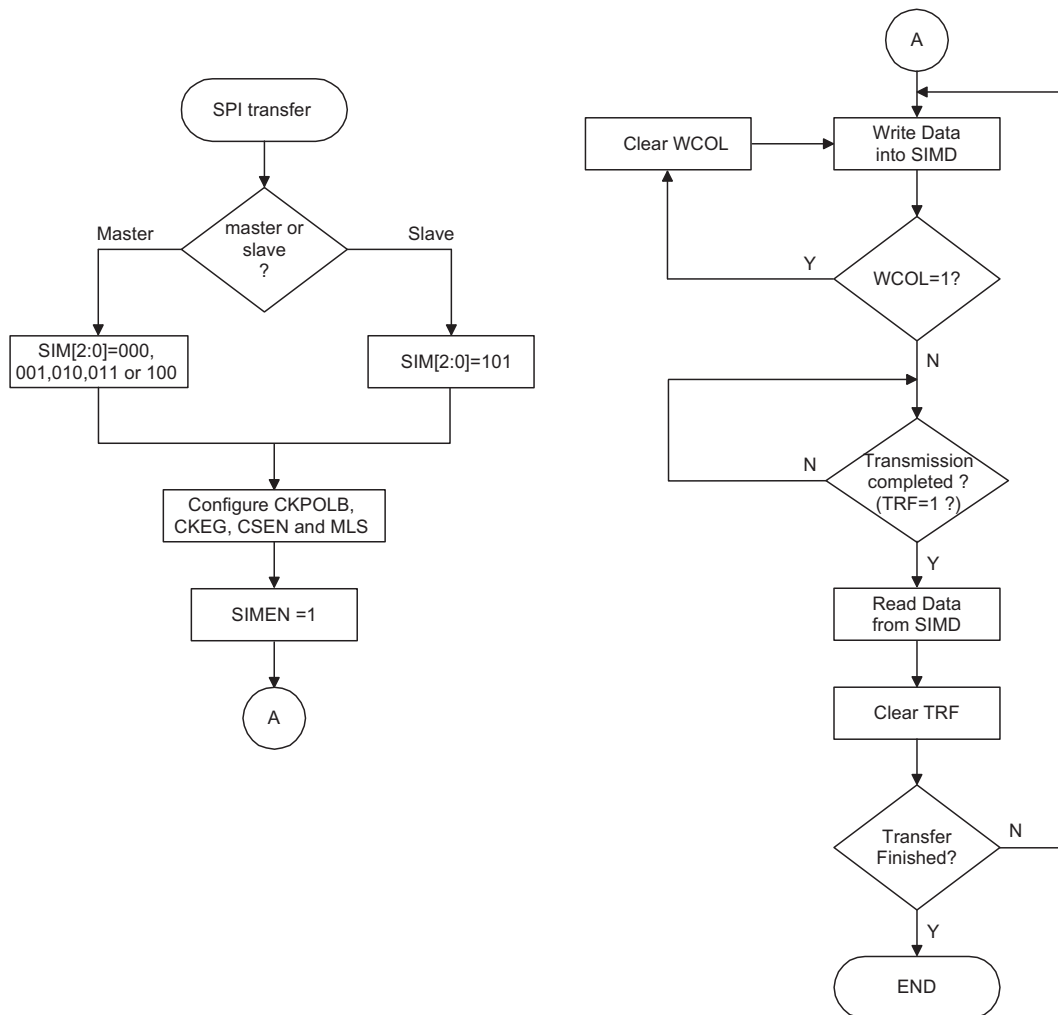 SPI transfer
master or
slave
?
Master
Slave
SIM[2:0]=000,
001,010,011 or 100
SIM[2:0]=101
Configure CKPOLB,
CKEG, CSEN and MLS
SIMEN =1
A
A
Clear WCOL
Write Data
into SIMD
Y
WCOL=1?
N
N
Transmission
completed ?
(TRF=1 ?)
Y
Read Data
from SIMD
Clear TRF
Transfer
Finished?
N
Y
END